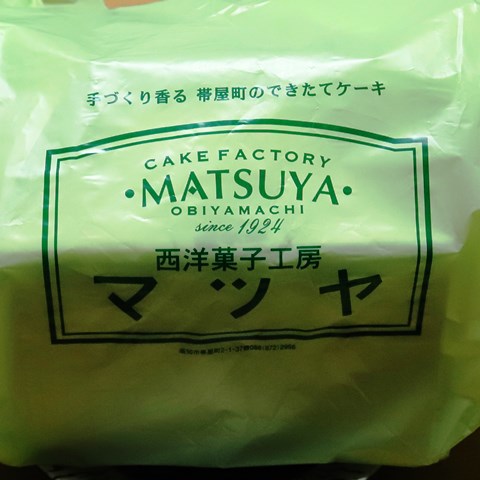 手づくり香る 帯屋町のできたてケーキ
CAKE FACTORY
・MATSUYA・
OBIYAMACHI
since 1924
西洋菓子工房
マツヤ